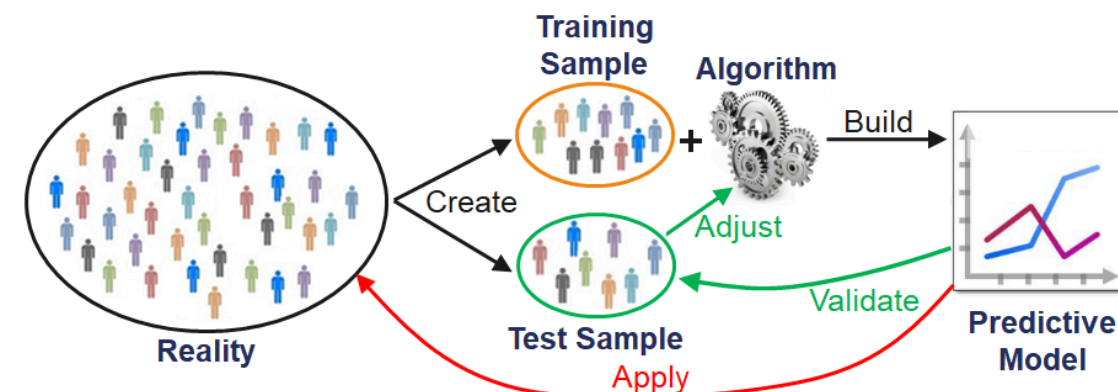 Training
Sample
Algorithm
+
Build
Create
Adjust
Validate
Reality
Test Sample
Apply
Predictive
Model